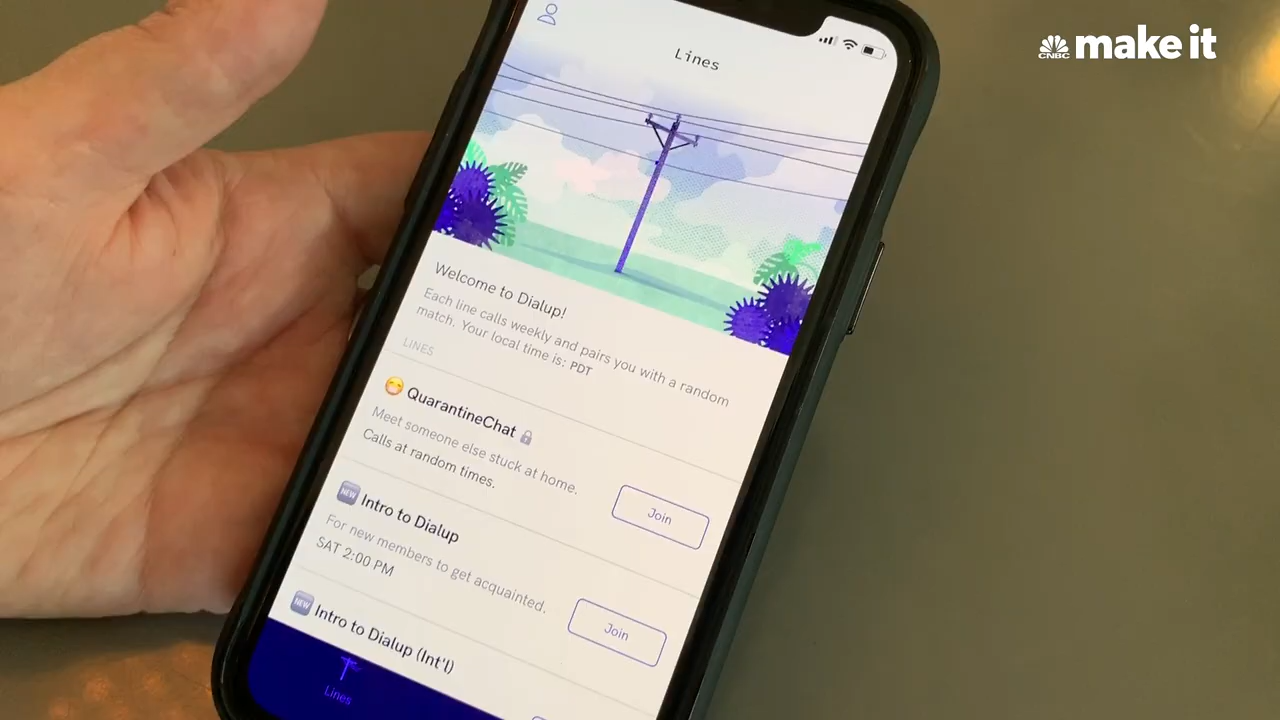 CNBC make it
Lines
Welcome to Dialup!
Each line calls weekly and pairs you with a random
match. Your local time is: PDT
LINES
QuarantineChat
Meet someone else stuck at home.
Calls at random times.
Join
NEW Intro to Dialup
For new members to get acquainted.
SAT 2:00 PM
Join
NEW Intro to Dialup (Int'l)
Lines